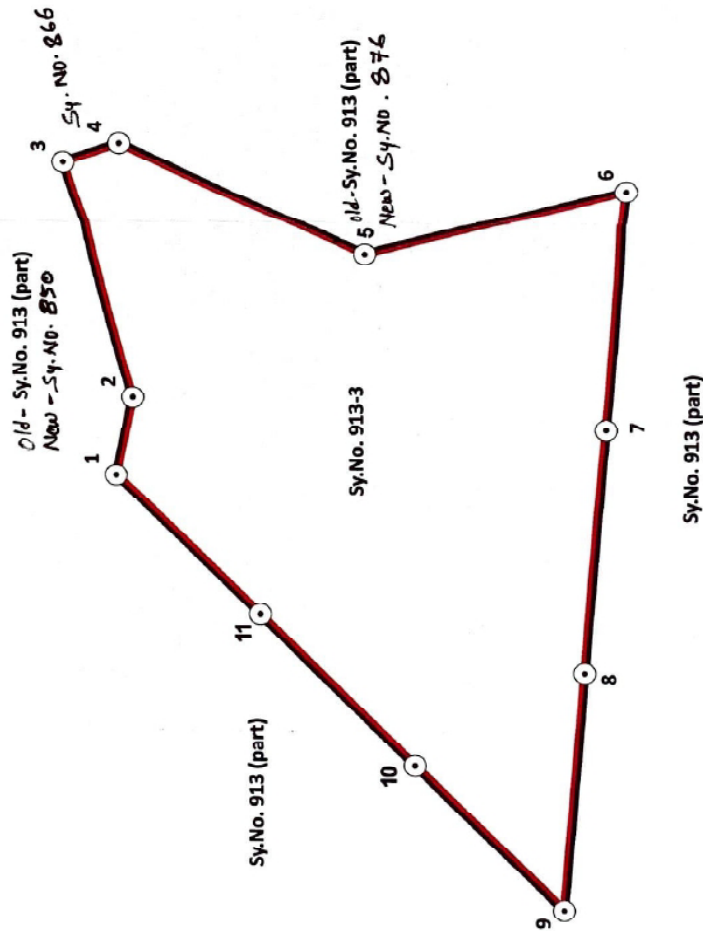 Old - Sy.No. 913 (part)
New - Sy.No. 850
3
Sy. NO. 866
4
1
2
Old - Sy.No. 913 (part)
New - Sy.NO. 876
5
6
Sy.No. 913-3
11
Sy.No. 913 (part)
10
7
8
9
Sy.No. 913 (part)